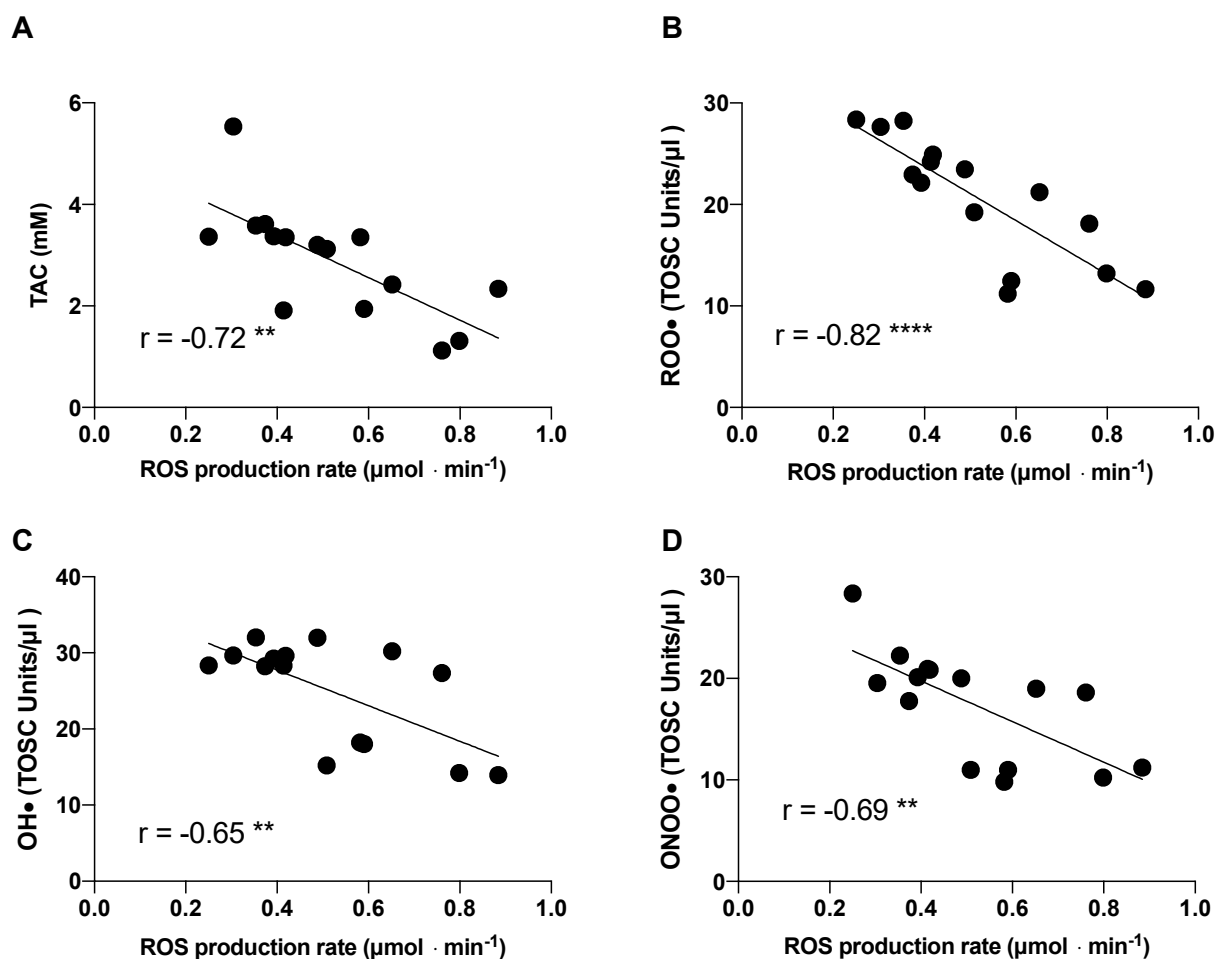 A
6
4
2
0
TAC (mM)
r = -0.72 **
0.0 0.2 0.4 0.6 0.8 1.0
ROS production rate (µmol · min-1)
B
30
20
10
0
ROO• (TOSC Units/µl )
r = -0.82 ****
0.0 0.2 0.4 0.6 0.8 1.0
ROS production rate (µmol · min-1)
C
40
30
20
10
0
OH• (TOSC Units/µl )
r = -0.65 **
0.0 0.2 0.4 0.6 0.8 1.0
ROS production rate (µmol · min-1)
D
30
20
10
0
ONOO• (TOSC Units/µl )
r = -0.69 **
0.0 0.2 0.4 0.6 0.8 1.0
ROS production rate (µmol · min-1)